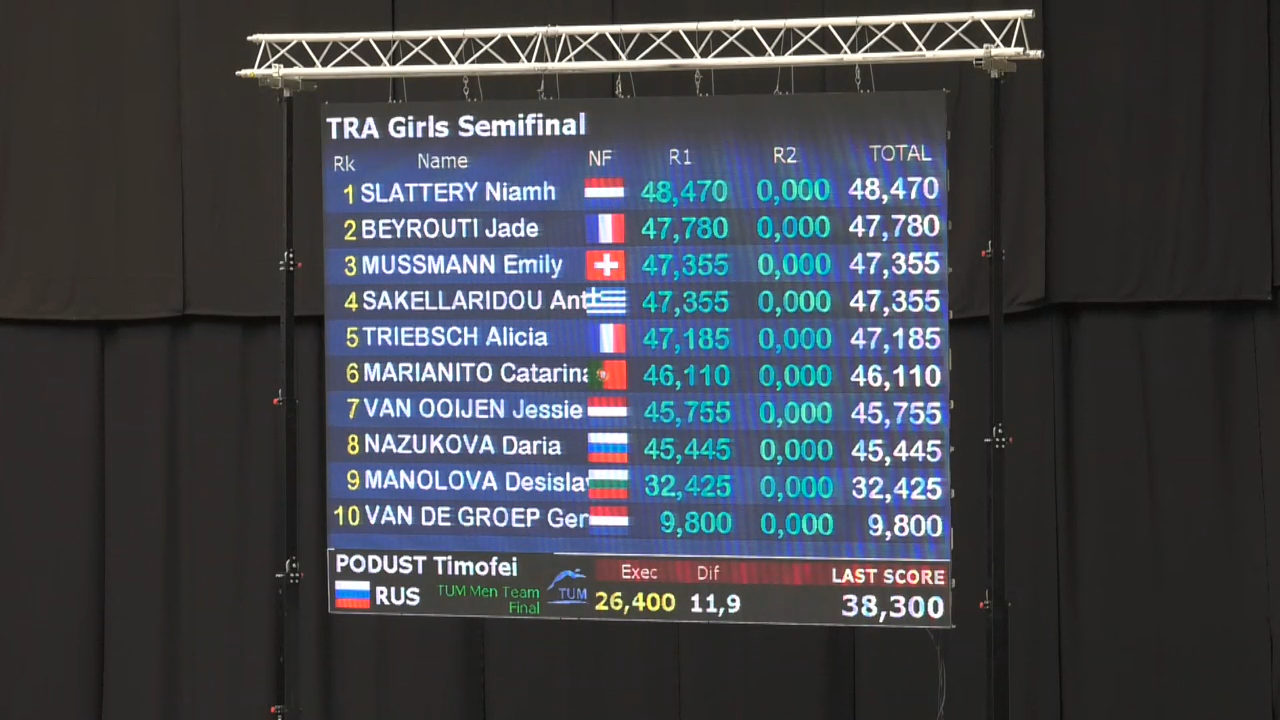 TRA Girls Semifinal
Rk Name NF R1 R2 TOTAL
1 SLATTERY Niamh 48,470 0,000 48,470
2 BEYROUTI Jade 47,780 0,000 47,780
3 MUSSMANN Emily 47,355 0,000 47,355
4 SAKELLARIDOU Ant 47,355 0,000 47,355
5 TRIEBSCH Alicia 47,185 0,000 47,185
6 MARIANITO Catarina 46,110 0,000 46,110
7 VAN OOIJEN Jessie 45,755 0,000 45,755
8 NAZUKOVA Daria 45,445 0,000 45,445
9 MANOLOVA Desislav 32,425 0,000 32,425
10 VAN DE GROEP Ger 9,800 0,000 9,800
PODUST Timofei Exec Dif LAST SCORE
RUS TUM Men Team Final TUM 26,400 11,9 38,300